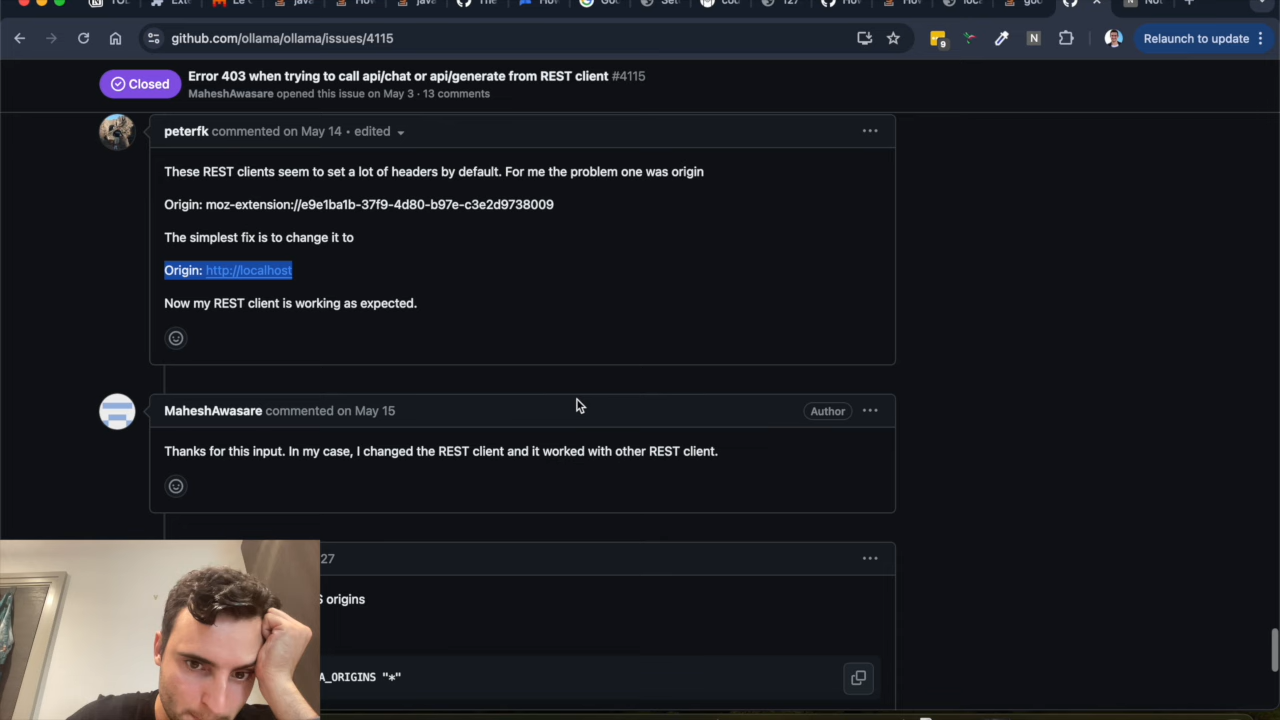 github.com/ollama/ollama/issues/4115
9
N
Relaunch to update
Closed
Error 403 when trying to call api/chat or api/generate from REST client #4115
MaheshAwasare opened this issue on May 3 · 13 comments
peterfk commented on May 14 • edited
These REST clients seem to set a lot of headers by default. For me the problem one was origin
Origin: moz-extension://e9e1ba1b-37f9-4d80-b97e-c3e2d9738009
The simplest fix is to change it to
Origin: http://localhost
Now my REST client is working as expected.
MaheshAwasare commented on May 15
Author
Thanks for this input. In my case, I changed the REST client and it worked with other REST client.
27
origins
A_ORIGINS "*"